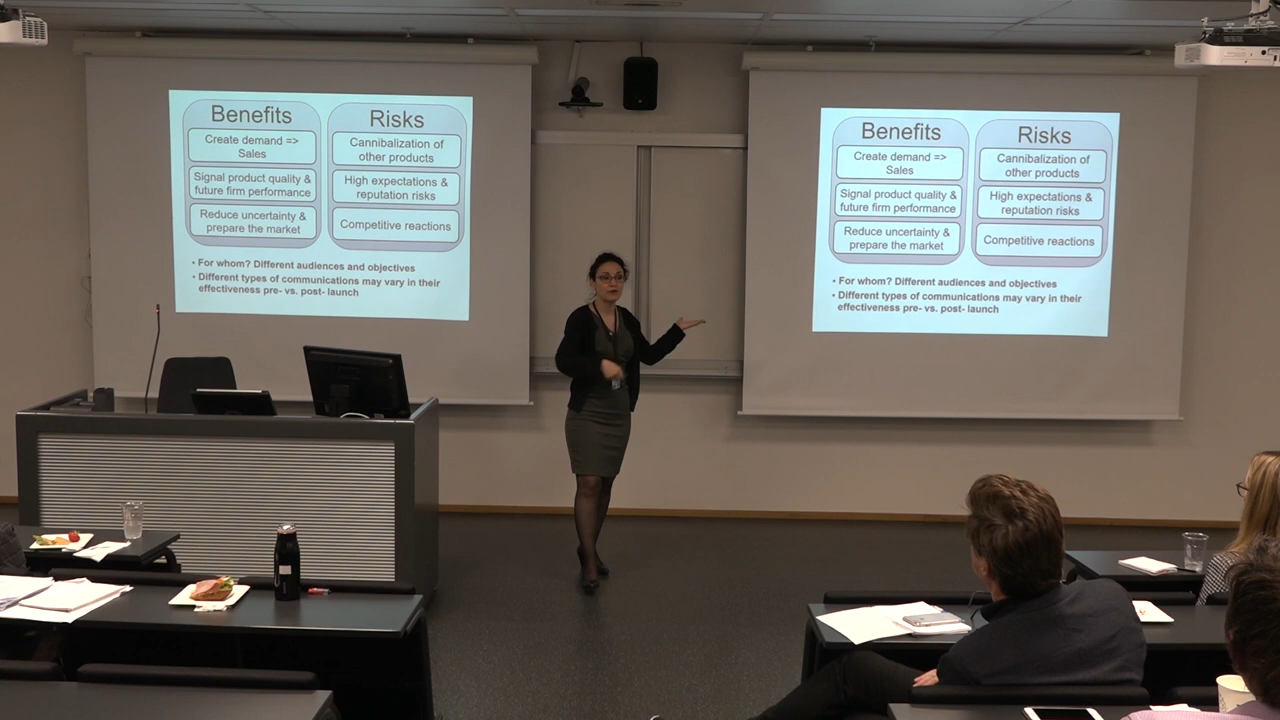 Benefits
Create demand =>
Sales
Signal product quality &
future firm performance
Reduce uncertainty &
prepare the market
Risks
Cannibalization of
other products
High expectations &
reputation risks
Competitive reactions
• For whom? Different audiences and objectives
• Different types of communications may vary in their
effectiveness pre- vs. post- launch
Benefits
Create demand =>
Sales
Signal product quality &
future firm performance
Reduce uncertainty &
prepare the market
Risks
Cannibalization of
other products
High expectations &
reputation risks
Competitive reactions
• For whom? Different audiences and objectives
• Different types of communications may vary in their
effectiveness pre- vs. post- launch